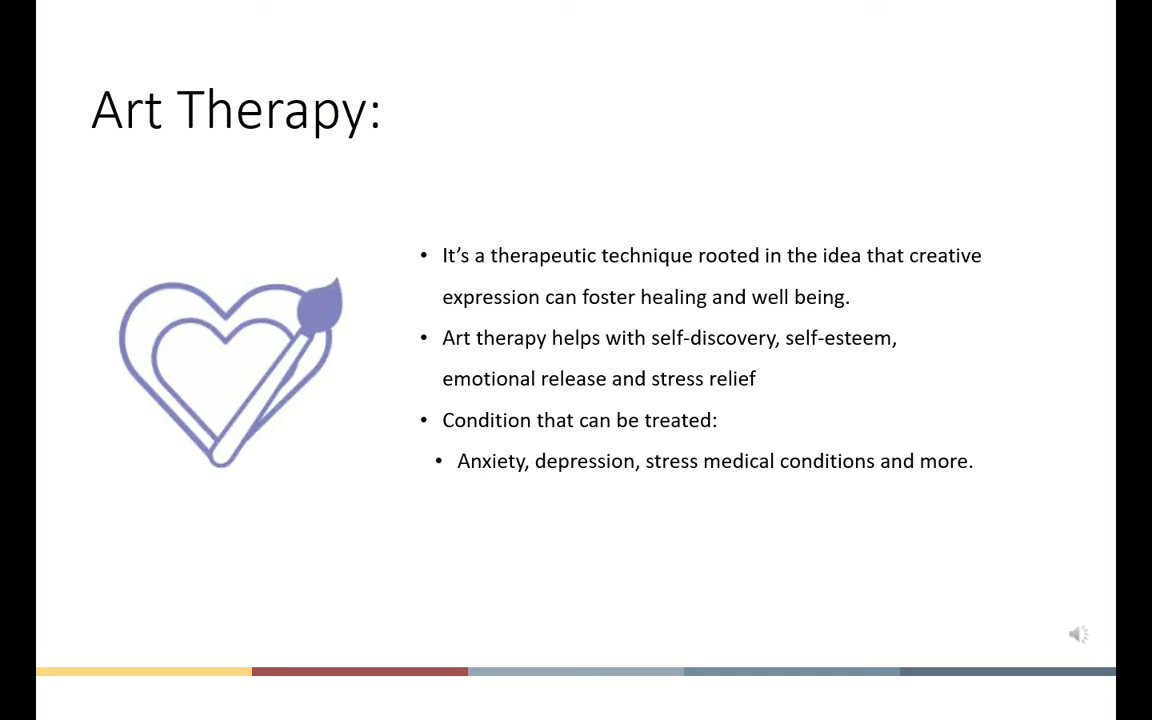 Art Therapy:
• It’s a therapeutic technique rooted in the idea that creative
expression can foster healing and well being.
• Art therapy helps with self-discovery, self-esteem,
emotional release and stress relief
• Condition that can be treated:
• Anxiety, depression, stress medical conditions and more.